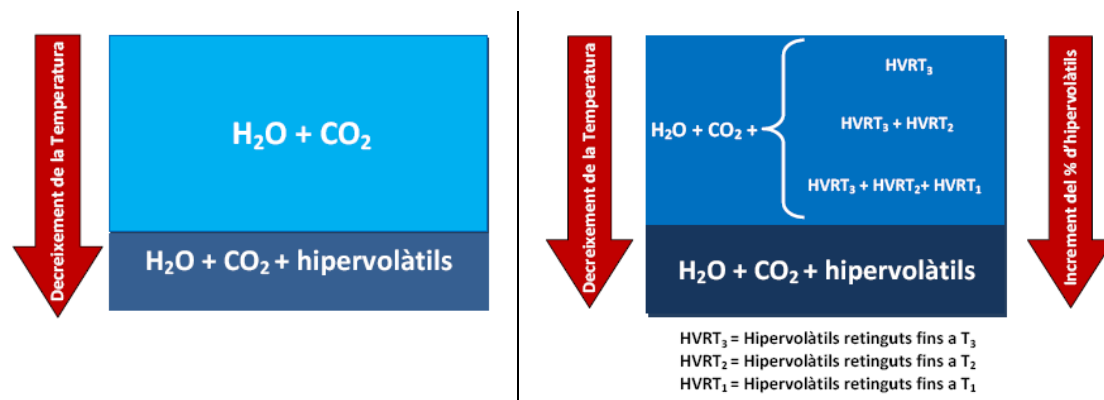 Decreixement de la Temperatura
H₂O + CO₂
H₂O + CO₂ + hipervolàtils
Decreixement de la Temperatura
H₂O + CO₂ +
HVRT₃
HVRT₃ + HVRT₂
HVRT₃ + HVRT₂+ HVRT₁
H₂O + CO₂ + hipervolàtils
Increment del % d'hipervolàtils
HVRT₃ = Hipervolàtils retinguts fins a T₃
HVRT₂ = Hipervolàtils retinguts fins a T₂
HVRT₁ = Hipervolàtils retinguts fins a T₁